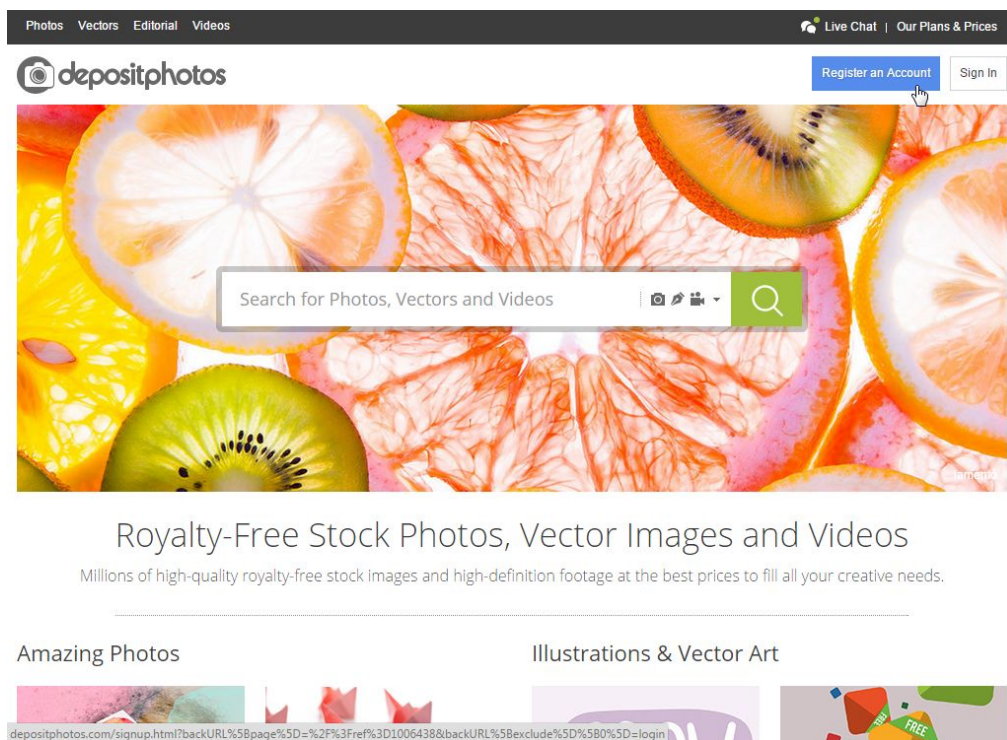 Photos Vectors Editorial Videos
Live Chat | Our Plans & Prices
depositphotos
Register an Account
Sign In
Search for Photos, Vectors and Videos
Royalty-Free Stock Photos, Vector Images and Videos
Millions of high-quality royalty-free stock images and high-definition footage at the best prices to fill all your creative needs.
Amazing Photos
Illustrations & Vector Art
FREE
depositphotos.com/signup.html?backURL%5Bpage%5D=%2F%3Fref%3D1006438&backURL%5Bexclude%5D%5B0%5D=login